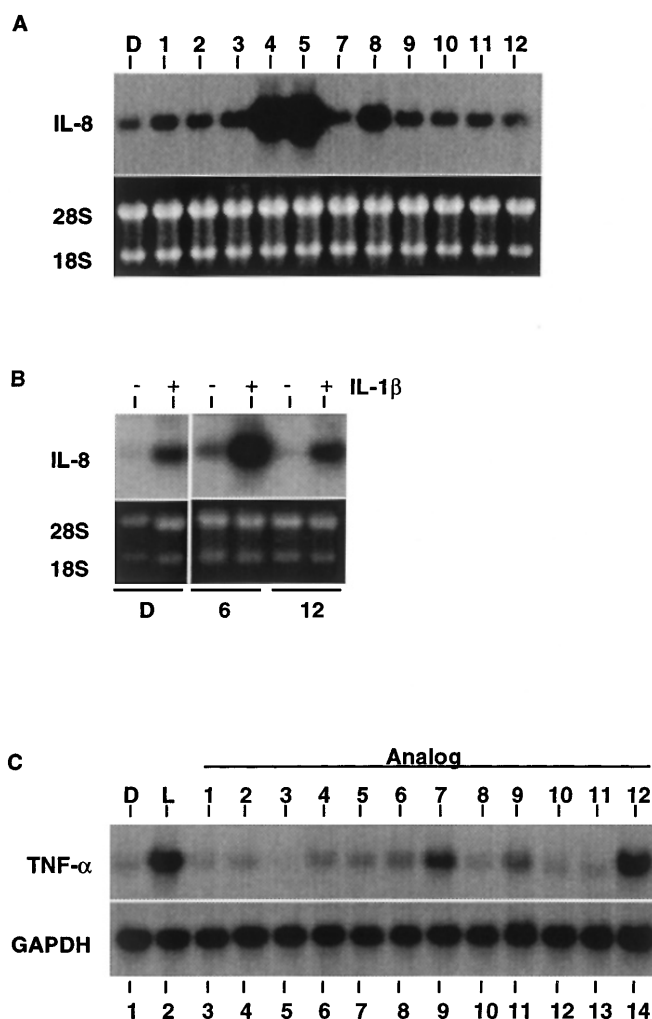 A
D 1 2 3 4 5 7 8 9 10 11 12
IL-8
28S
18S
B
- + - + - + IL-1β
IL-8
28S
18S
D 6 12
C
Analog
D L 1 2 3 4 5 6 7 8 9 10 11 12
TNF-α
GAPDH
1 2 3 4 5 6 7 8 9 10 11 12 13 14